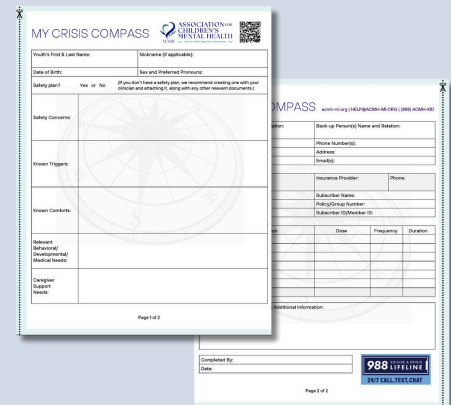 MY CRISIS COMPASS
ASSOCIATION FOR
CHILDREN'S
MENTAL HEALTH
ACMH
Youth's First & Last Name:
Nickname (if applicable):
Date of Birth:
Sex and Preferred Pronouns:
Safety plan? Yes or No (If you don't have a safety plan, we recommend creating one with your
clinician and attaching it, along with any other relevant documents.)
Safety Concerns:
Known Triggers:
Known Comforts:
Relevant
Behavioral/
Developmental/
Medical Needs:
Caregiver
Support
Needs:
Page 1 of 2
MPASS
acmh-mi.org | HELP@ACMH-MI.ORG | (888) ACMH-KID
Back-up Person(s) Name and Relation:
Phone Number(s):
Address:
Email(s):
Insurance Provider:
Phone:
Subscriber Name:
Policy/Group Number:
Subscriber ID/Member ID:
Dose
Frequency
Duration
Additional Information:
Completed By:
Date:
988 SUICIDE & CRISIS
LIFELINE
24/7 CALL, TEXT, CHAT
Page 2 of 2